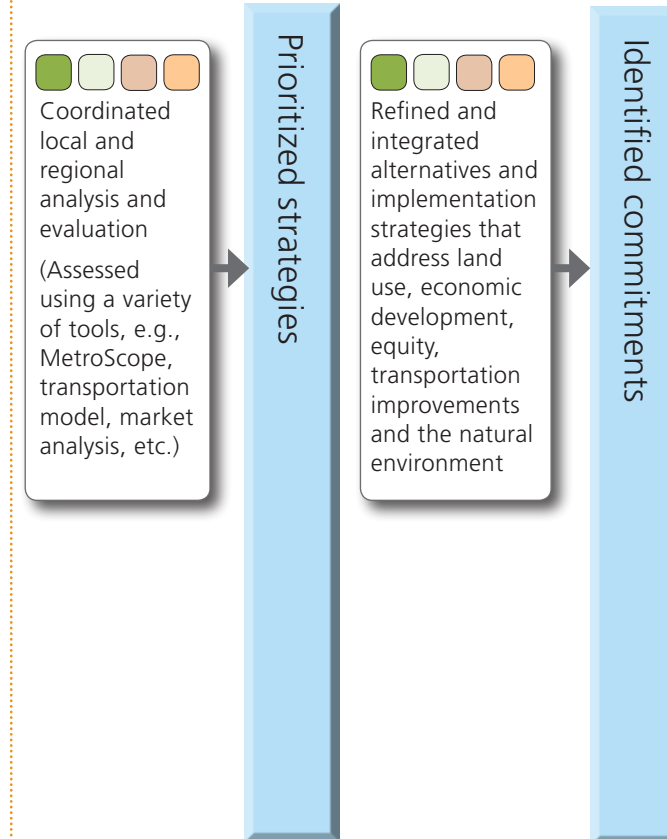 Coordinated
local and
regional
analysis and
evaluation
(Assessed
using a variety
of tools, e.g.,
MetroScope,
transportation
model, market
analysis, etc.)
Prioritized strategies
Refined and
integrated
alternatives and
implementation
strategies that
address land
use, economic
development,
equity,
transportation
improvements
and the natural
environment
Identified commitments